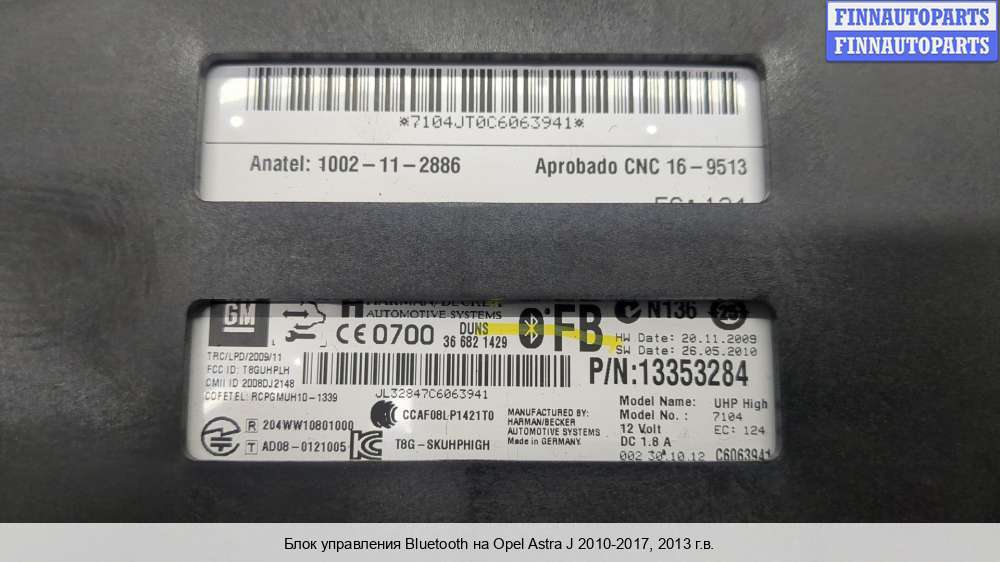 FINNAUTOPARTS
FINNAUTOPARTS
*7104JT0C6063941*
Anatel: 1002-11-2886
Aprobado CNC 16-9513
GM
HARMAN/BECKER
AUTOMOTIVE SYSTEMS
CE 0700
DUNS
36 682 1429
FB
N136
HW Date: 20.11.2009
SW Date: 26.05.2010
TRC/LPD/2009/11
FCC ID: T8GUHPLH
CMII ID 2008DJ2148
COFETEL: RCPGMUH10-1339
JL32847C6063941
P/N:13353284
R 204WW10801000
T AD08-0121005
CCAF08LP1421T0
T8G-SKUHPHIGH
MANUFACTURED BY:
HARMAN/BECKER
AUTOMOTIVE SYSTEMS
Made in GERMANY.
Model Name: UHP High
Model No.: 7104
12 Volt EC: 124
DC 1.8 A
002 30.10.12 C6063941
Блок управления Bluetooth на Opel Astra J 2010-2017, 2013 г.в.